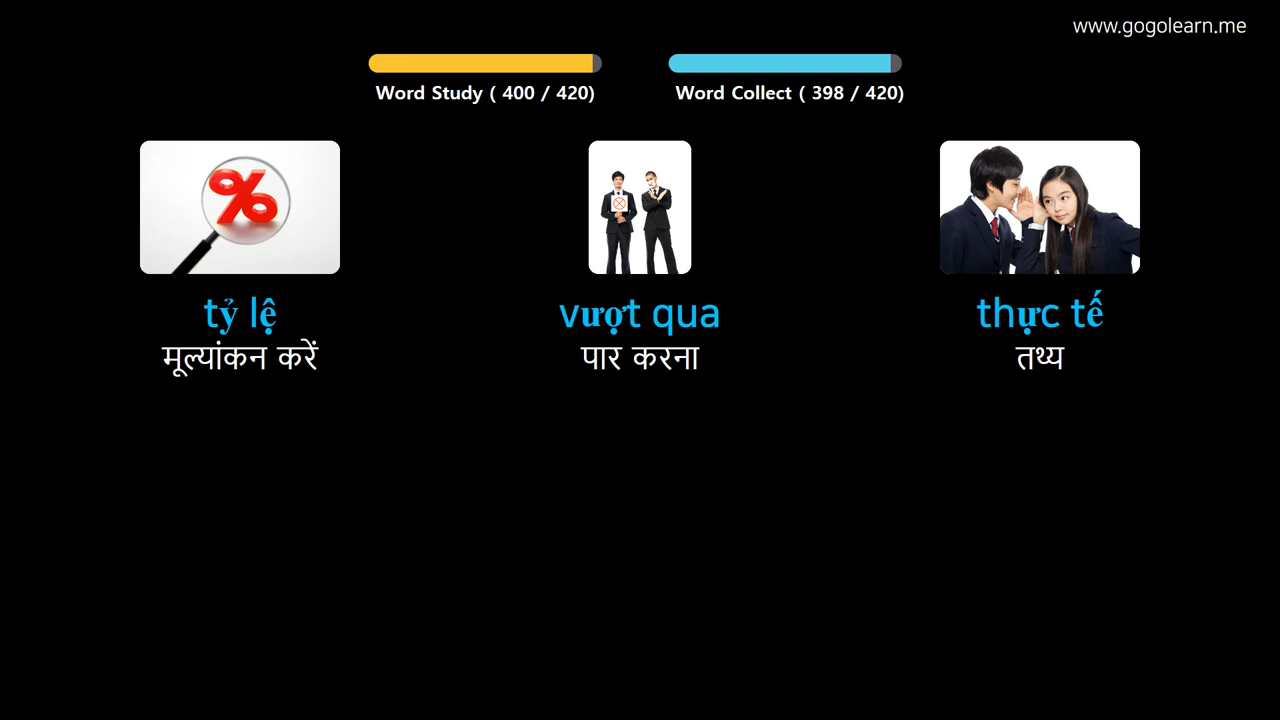 www.gogolearn.me
Word Study ( 400 / 420)
Word Collect ( 398 / 420)
%
tỷ lệ
मूल्यांकन करें
vượt qua
पार करना
thực tế
तथ्य